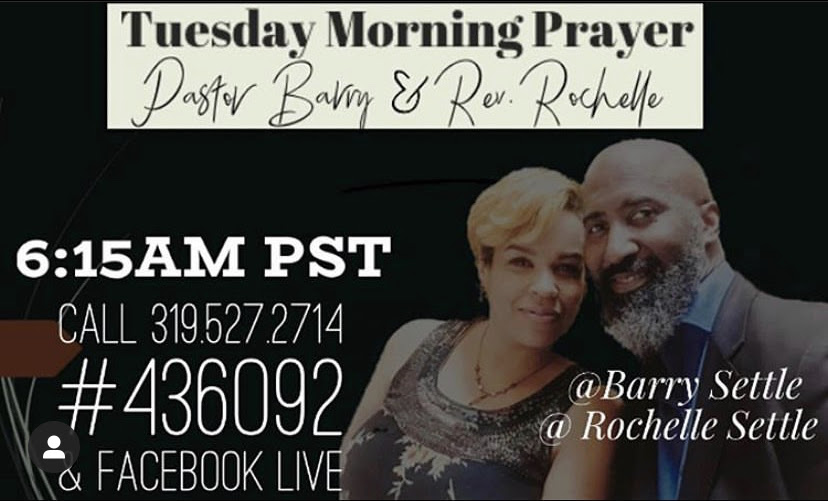 Tuesday Morning Prayer
Pastor Barry & Rev. Rochelle
6:15AM PST
CALL 319.527.2714
#436092
& FACEBOOK LIVE
@Barry Settle
@ Rochelle Settle